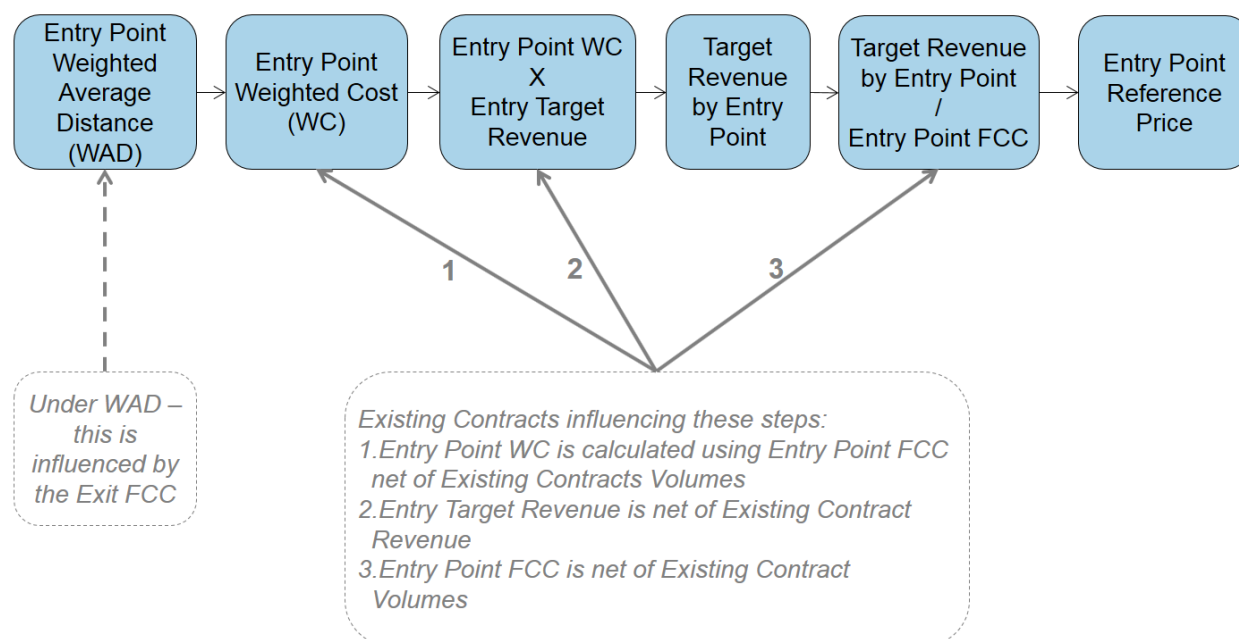 Entry Point
Weighted
Average
Distance
(WAD)
Entry Point
Weighted Cost
(WC)
Entry Point WC
X
Entry Target
Revenue
Target
Revenue
by Entry
Point
Target Revenue
by Entry Point
/
Entry Point FCC
Entry Point
Reference
Price
1
2
3
Under WAD –
this is
influenced by
the Exit FCC
Existing Contracts influencing these steps:
1.Entry Point WC is calculated using Entry Point FCC
net of Existing Contracts Volumes
2.Entry Target Revenue is net of Existing Contract
Revenue
3.Entry Point FCC is net of Existing Contract
Volumes